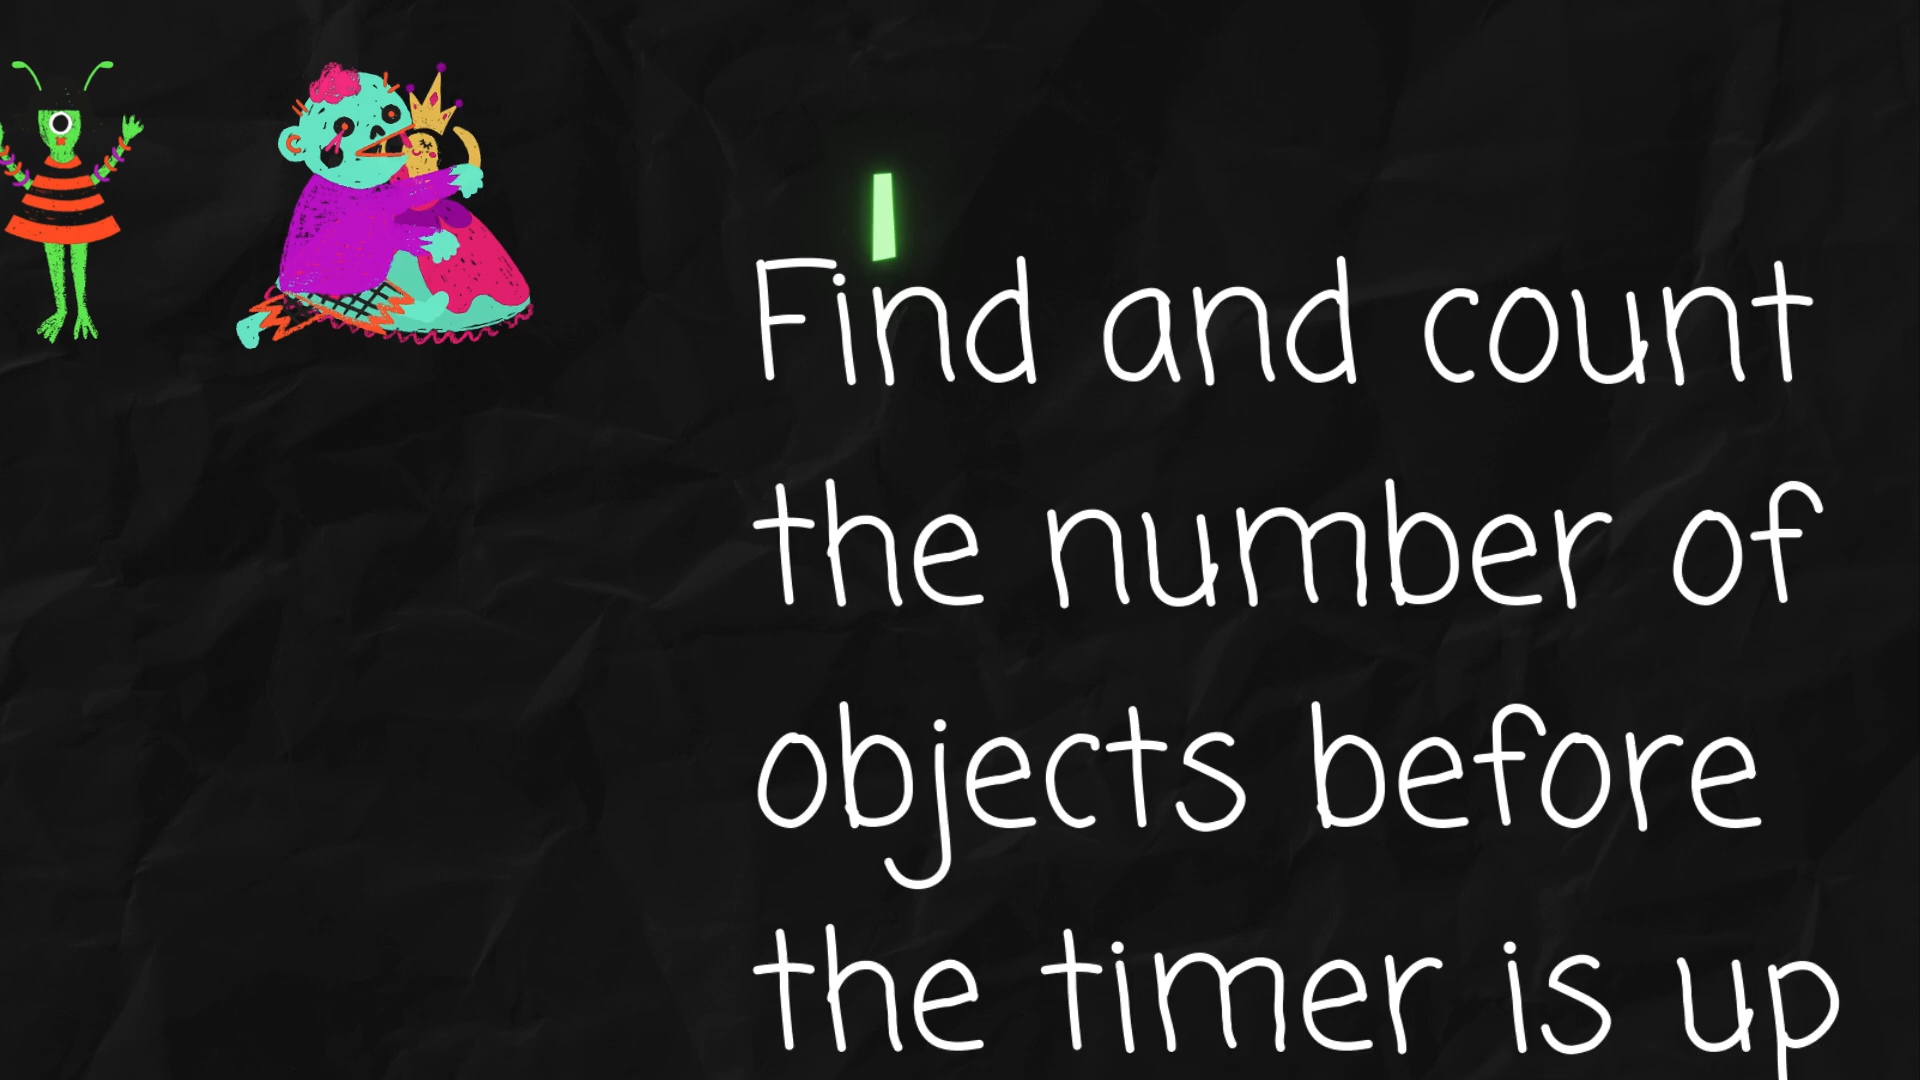 Find and count
the number of
objects before
the timer is up